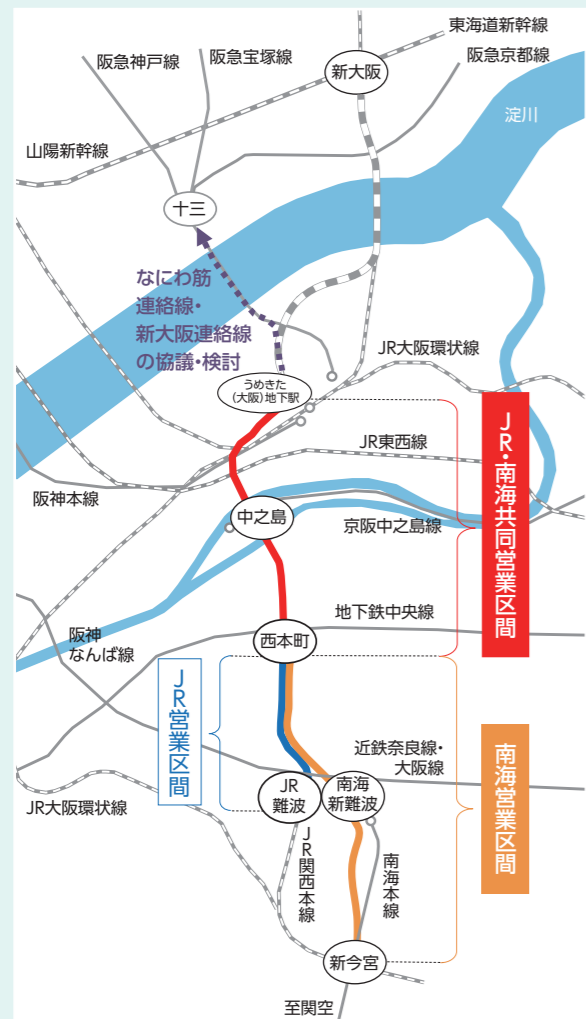 東海道新幹線
阪急宝塚線
阪急神戸線
阪急京都線
新大阪
淀川
山陽新幹線
十三
なにわ筋
連絡線・
新大阪連絡線
の協議・検討
JR大阪環状線
うめきた
(大阪)地下駅
JR・南海共同営業区間
JR東西線
阪神本線
中之島
京阪中之島線
地下鉄中央線
阪神
なんば線
西本町
JR営業区間
近鉄奈良線・
大阪線
南海営業区間
JR
難波
南海
新難波
JR大阪環状線
JR関西本線
南海本線
新今宮
至関空